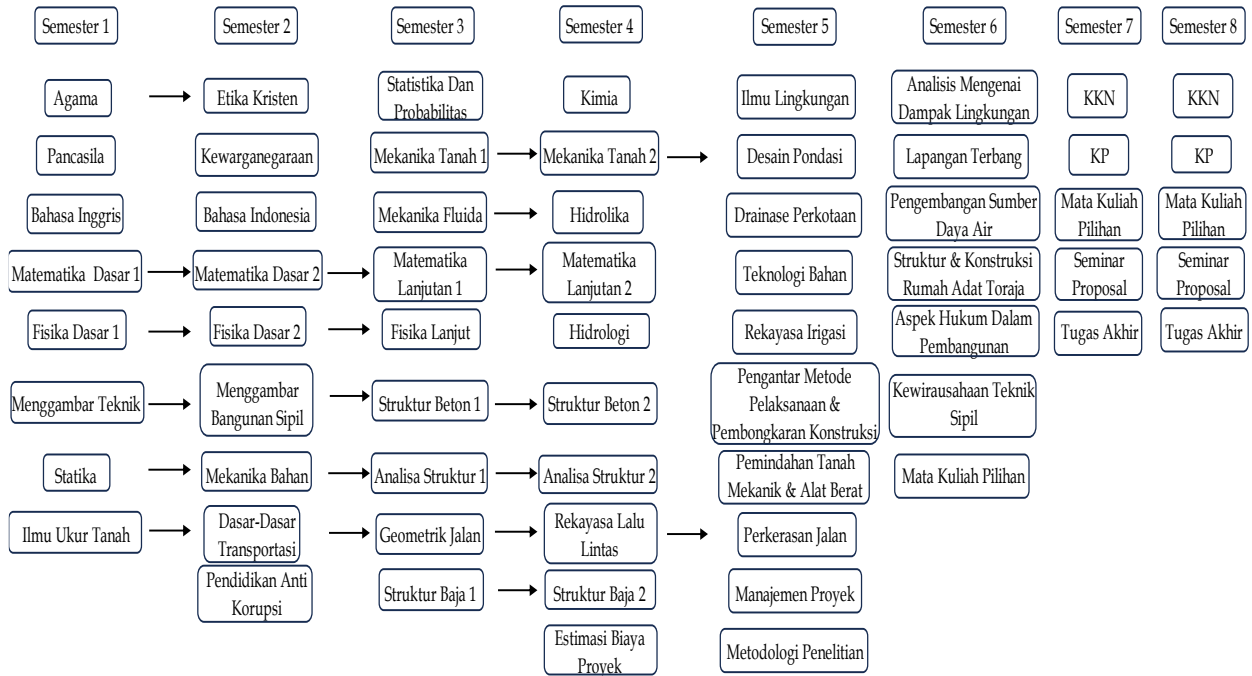 Semester 1
Semester 2
Semester 3
Semester 4
Semester 5
Semester 6
Semester 7
Semester 8
Agama
Etika Kristen
Statistika Dan
Probabilitas
Kimia
Ilmu Lingkungan
Analisis Mengenai
Dampak Lingkungan
KKN
KKN
Pancasila
Kewarganegaraan
Mekanika Tanah 1
Mekanika Tanah 2
Desain Pondasi
Lapangan Terbang
KP
KP
Bahasa Inggris
Bahasa Indonesia
Mekanika Fluida
Hidrolika
Drainase Perkotaan
Pengembangan Sumber
Daya Air
Mata Kuliah
Pilihan
Mata Kuliah
Pilihan
Matematika Dasar 1
Matematika Dasar 2
Matematika
Lanjutan 1
Matematika
Lanjutan 2
Teknologi Bahan
Struktur & Konstruksi
Rumah Adat Toraja
Seminar
Proposal
Seminar
Proposal
Fisika Dasar 1
Fisika Dasar 2
Fisika Lanjut
Hidrologi
Rekayasa Irigasi
Aspek Hukum Dalam
Pembangunan
Tugas Akhir
Tugas Akhir
Menggambar Teknik
Menggambar
Bangunan Sipil
Struktur Beton 1
Struktur Beton 2
Pengantar Metode
Pelaksanaan &
Pembongkaran Konstruksi
Kewirausahaan Teknik
Sipil
Statika
Mekanika Bahan
Analisa Struktur 1
Analisa Struktur 2
Pemindahan Tanah
Mekanik & Alat Berat
Mata Kuliah Pilihan
Ilmu Ukur Tanah
Dasar-Dasar
Transportasi
Geometrik Jalan
Rekayasa Lalu
Lintas
Perkerasan Jalan
Pendidikan Anti
Korupsi
Struktur Baja 1
Struktur Baja 2
Manajemen Proyek
Estimasi Biaya
Proyek
Metodologi Penelitian